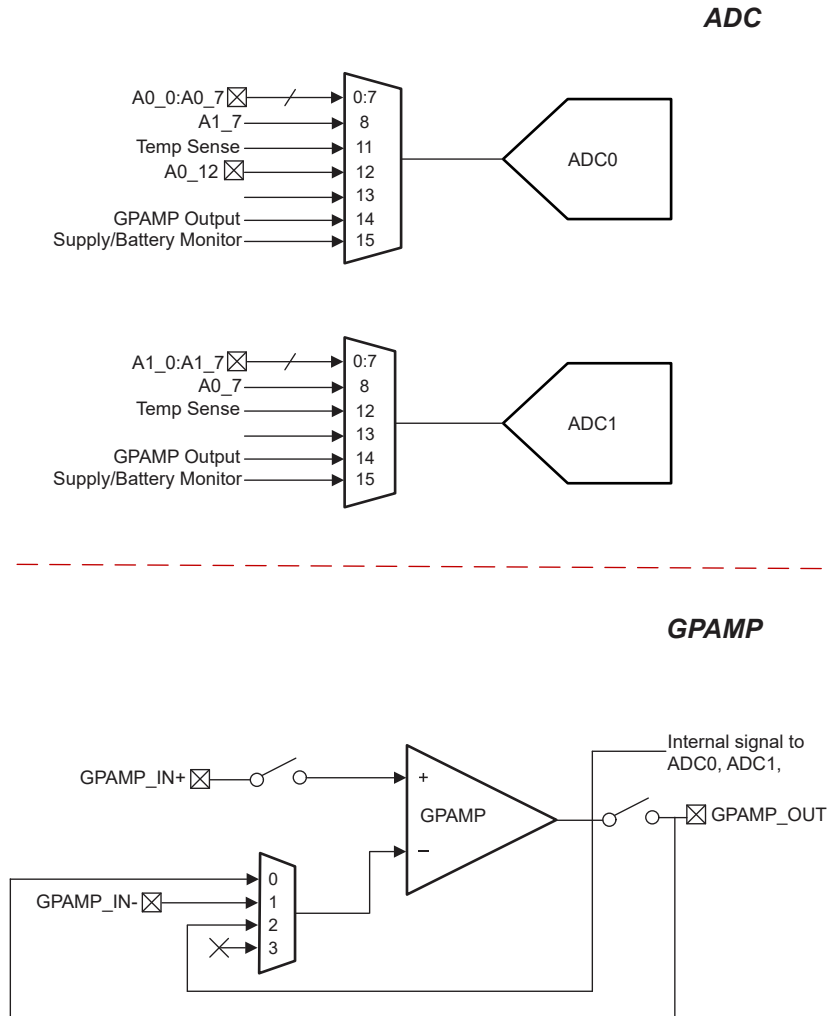 ADC
A0_0:A0_7
0:7
A1_7
8
Temp Sense
11
A0_12
12
13
GPAMP Output
14
Supply/Battery Monitor
15
ADC0
A1_0:A1_7
0:7
A0_7
8
Temp Sense
12
13
GPAMP Output
14
Supply/Battery Monitor
15
ADC1
GPAMP
Internal signal to
ADC0, ADC1,
GPAMP_IN+
+
GPAMP
−
GPAMP_OUT
GPAMP_IN-
0
1
2
3